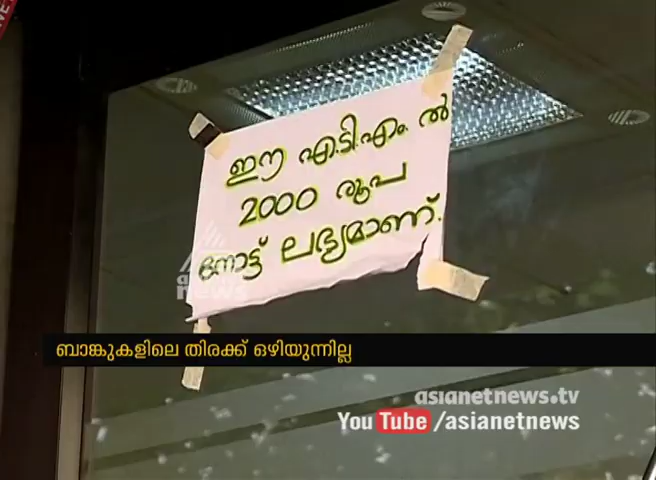 ഈ എ.ടി.എം. ൽ
2000 രൂപ
നോട്ട് ലഭ്യമാണ്.
ബാങ്കുകളിലെ തിരക്ക് ഒഴിയുന്നില്ല
asianetnews.tv
YouTube/asianetnews